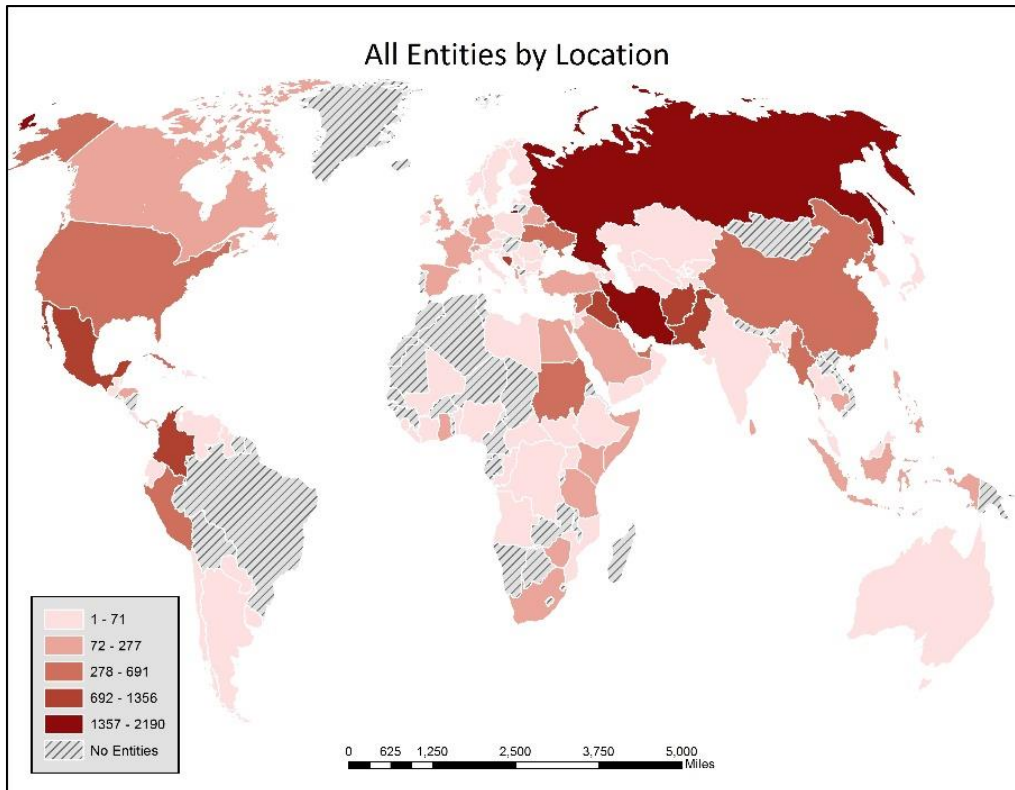 All Entities by Location
1 - 71
72 - 277
278 - 691
692 - 1356
1357 - 2190
No Entities
0 625 1,250 2,500 3,750 5,000
Miles